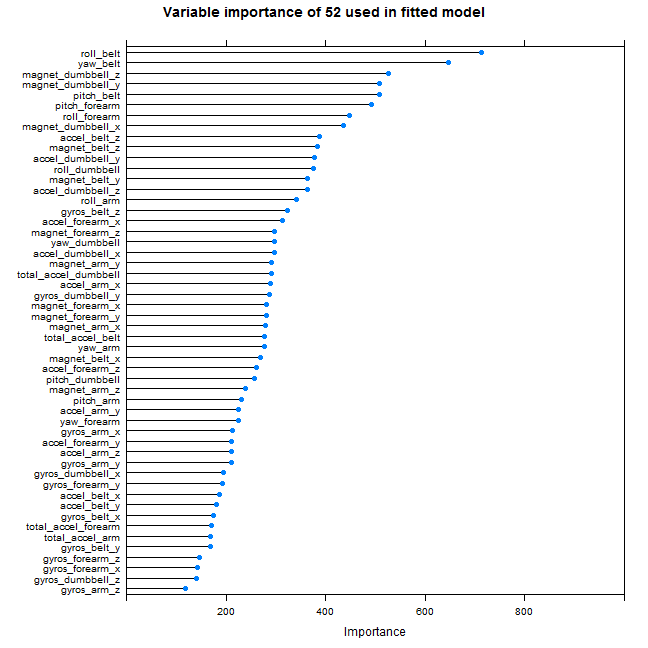 Variable importance of 52 used in fitted model
roll_belt
yaw_belt
magnet_dumbbell_z
magnet_dumbbell_y
pitch_belt
pitch_forearm
roll_forearm
magnet_dumbbell_x
accel_belt_z
magnet_belt_z
accel_dumbbell_y
roll_dumbbell
magnet_belt_y
accel_dumbbell_z
roll_arm
gyros_belt_z
accel_forearm_x
magnet_forearm_z
yaw_dumbbell
accel_dumbbell_x
magnet_arm_y
total_accel_dumbbell
accel_arm_x
gyros_dumbbell_y
magnet_forearm_x
magnet_forearm_y
magnet_arm_x
total_accel_belt
yaw_arm
magnet_belt_x
accel_forearm_z
pitch_dumbbell
magnet_arm_z
pitch_arm
accel_arm_y
yaw_forearm
gyros_arm_x
accel_forearm_y
accel_arm_z
gyros_arm_y
gyros_dumbbell_x
gyros_forearm_y
accel_belt_x
accel_belt_y
gyros_belt_x
total_accel_forearm
total_accel_arm
gyros_belt_y
gyros_forearm_z
gyros_forearm_x
gyros_dumbbell_z
gyros_arm_z
200 400 600 800
Importance